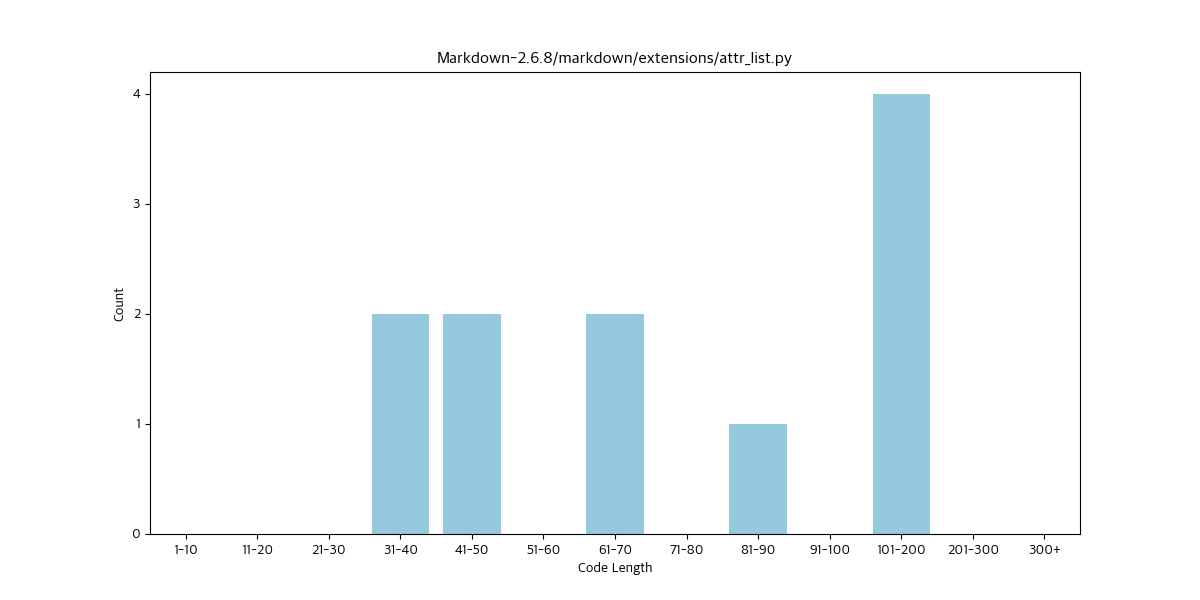 Markdown-2.6.8/markdown/extensions/attr_list.py
4
3
2
1
0
Count
1-10 11-20 21-30 31-40 41-50 51-60 61-70 71-80 81-90 91-100 101-200 201-300 300+
Code Length